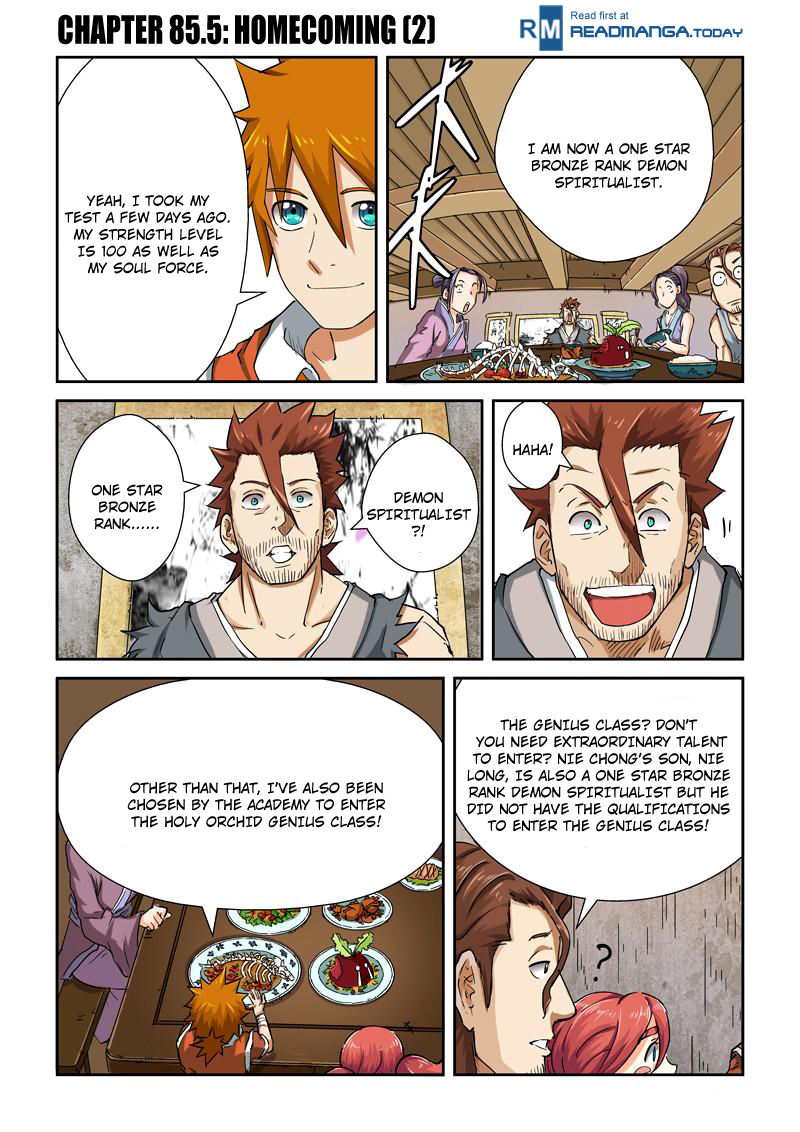 CHAPTER 85.5: HOMECOMING (2)
Read first at
RM READMANGA.TODAY
YEAH, I TOOK MY
TEST A FEW DAYS AGO.
MY STRENGTH LEVEL
IS 100 AS WELL AS
MY SOUL FORCE.
I AM NOW A ONE STAR
BRONZE RANK DEMON
SPIRITUALIST.
ONE STAR
BRONZE
RANK......
DEMON
SPIRITUALIST
?!
HAHA!
OTHER THAN THAT, I'VE ALSO BEEN
CHOSEN BY THE ACADEMY TO ENTER
THE HOLY ORCHID GENIUS CLASS!
THE GENIUS CLASS? DON'T
YOU NEED EXTRAORDINARY TALENT
TO ENTER? NIE CHONG'S SON, NIE
LONG, IS ALSO A ONE STAR BRONZE
RANK DEMON SPIRITUALIST BUT HE
DID NOT HAVE THE QUALIFICATIONS
TO ENTER THE GENIUS CLASS!
?